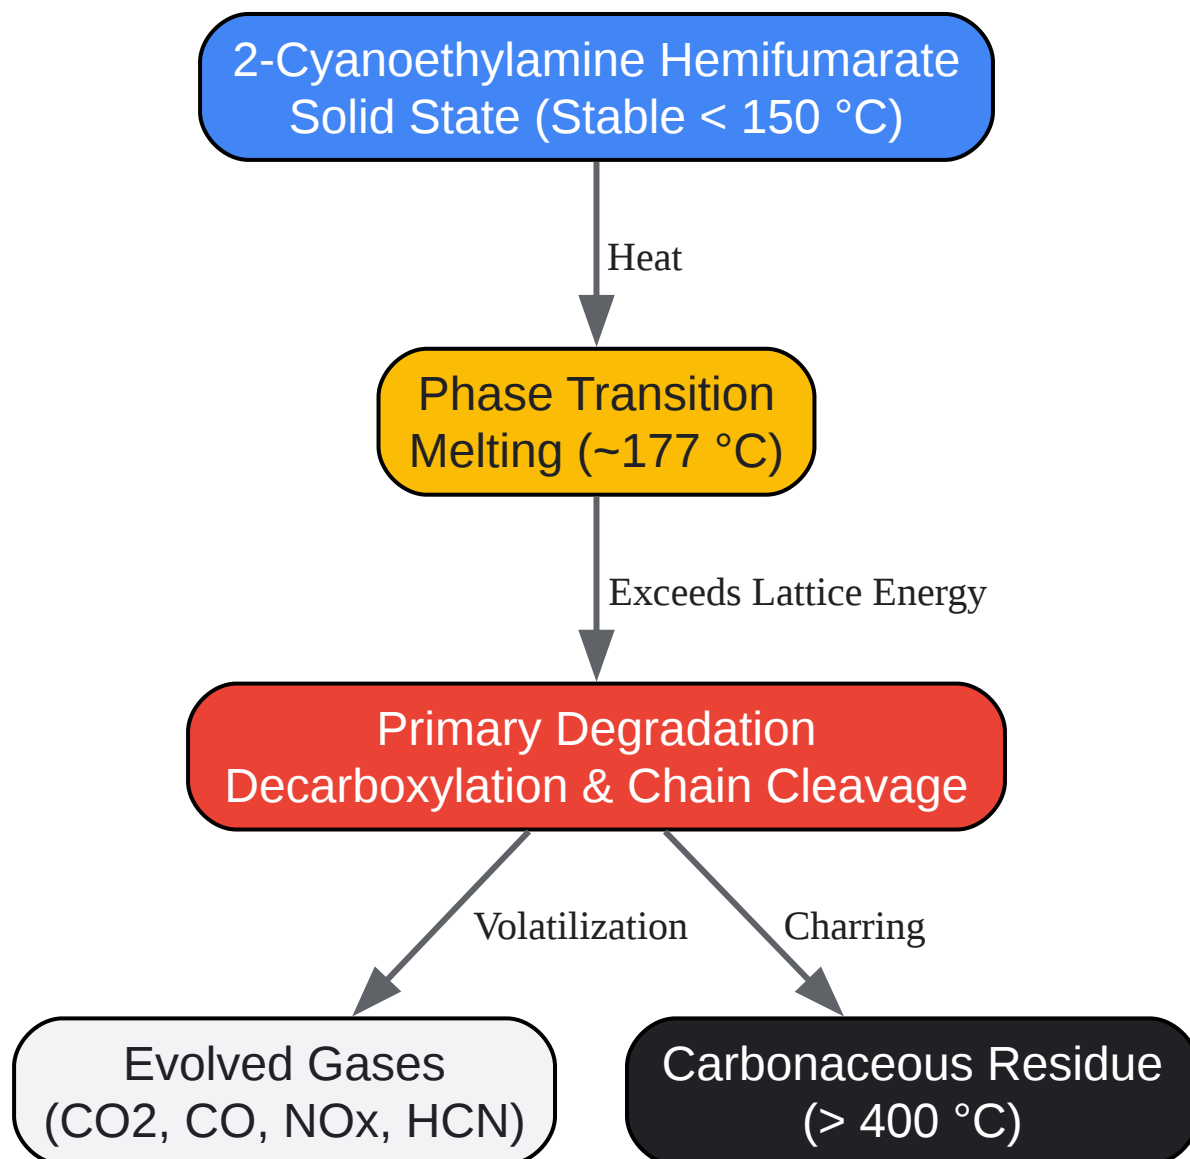 2-Cyanoethylamine Hemifumarate
Solid State (Stable < 150 °C)
Heat
Phase Transition
Melting (~177 °C)
Exceeds Lattice Energy
Primary Degradation
Decarboxylation & Chain Cleavage
Volatilization
Charring
Evolved Gases
(CO2, CO, NOx, HCN)
Carbonaceous Residue
(> 400 °C)